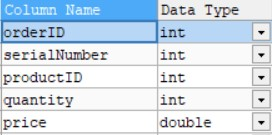 Column Name Data Type
orderID int
serialNumber int
productID int
quantity int
price double